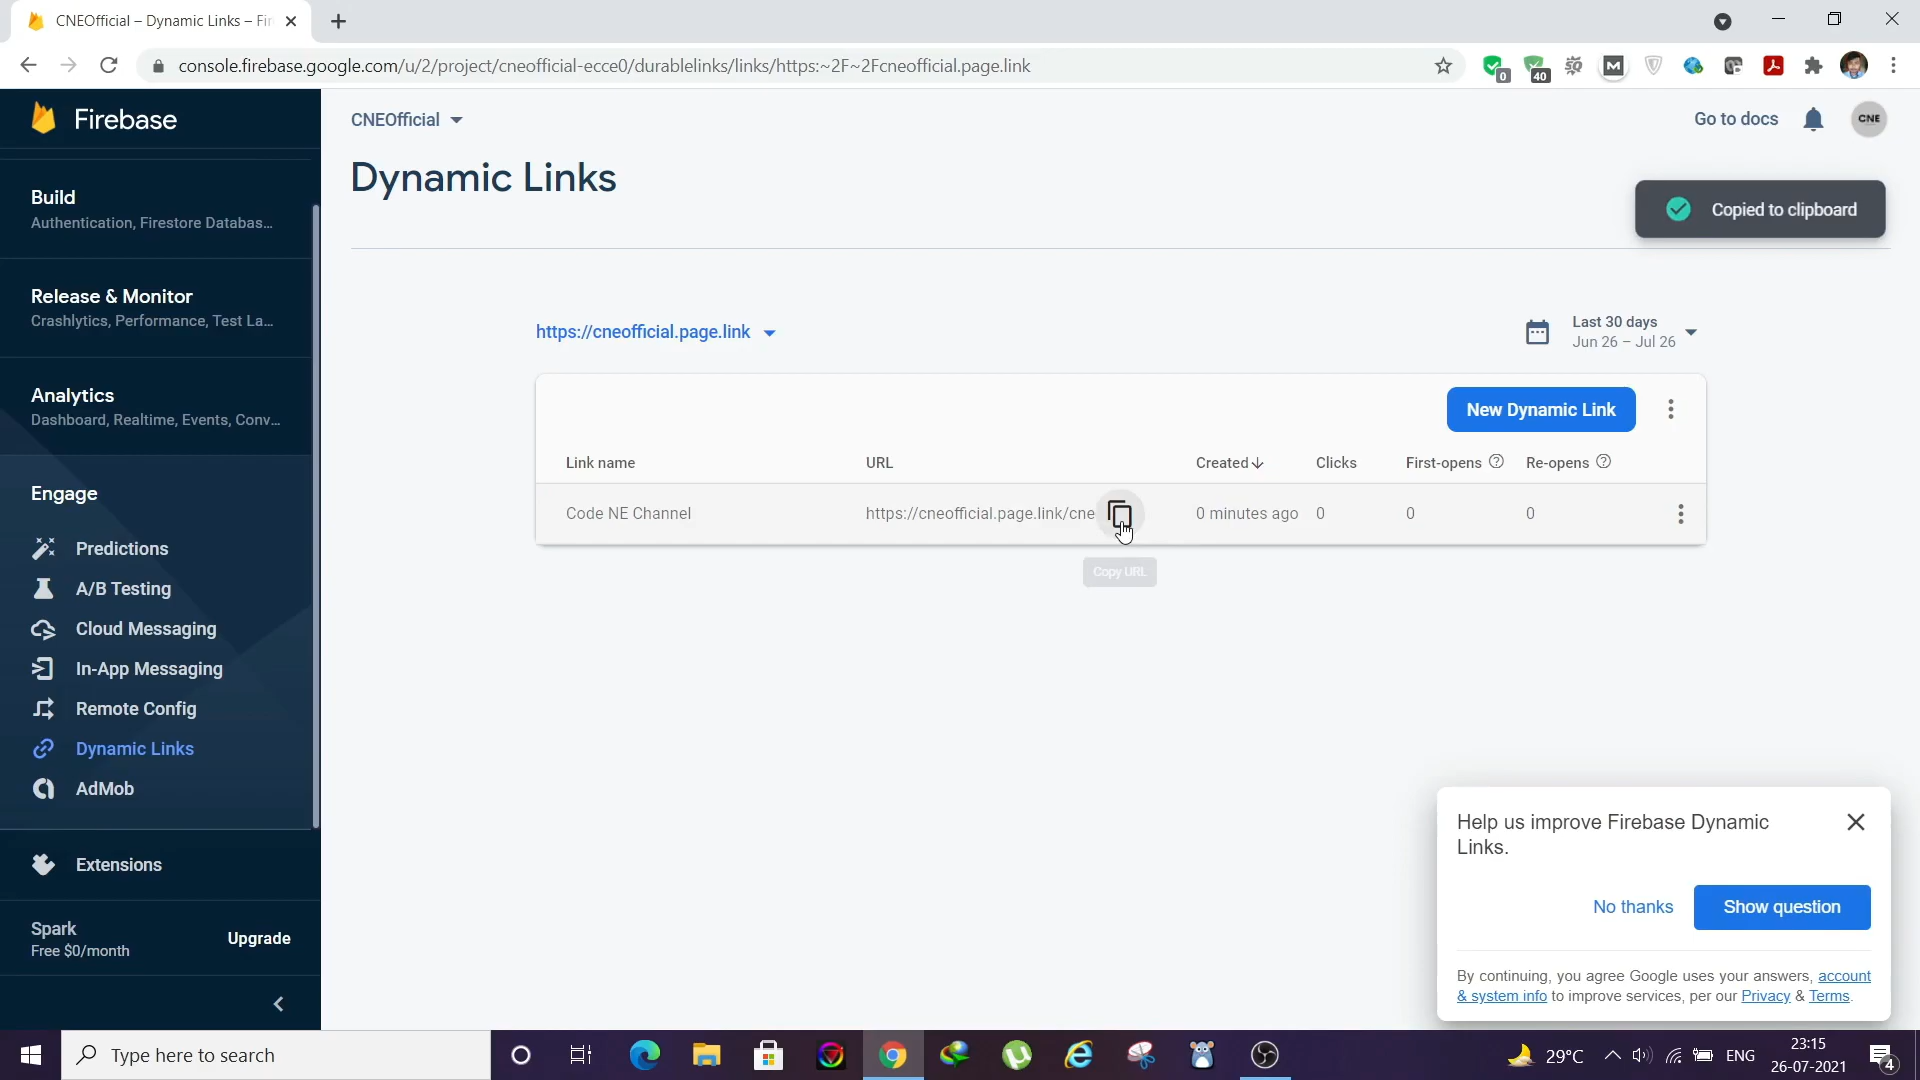 CNEOfficial – Dynamic Links – Fir
console.firebase.google.com/u/2/project/cneofficial-ecce0/durablelinks/links/https:~2F~2Fcneofficial.page.link
0
40
Firebase
CNEOfficial
Go to docs
CNE
Dynamic Links
Copied to clipboard
Build
Authentication, Firestore Databas...
Release & Monitor
Crashlytics, Performance, Test La...
Analytics
Dashboard, Realtime, Events, Conv...
Engage
Predictions
A/B Testing
Cloud Messaging
In-App Messaging
Remote Config
Dynamic Links
AdMob
Extensions
Spark
Free $0/month
Upgrade
https://cneofficial.page.link
Last 30 days
Jun 26 – Jul 26
New Dynamic Link
Link name URL Created Clicks First-opens Re-opens
Code NE Channel https://cneofficial.page.link/cne 0 minutes ago 0 0 0
Copy URL
Help us improve Firebase Dynamic
Links.
No thanks
Show question
By continuing, you agree Google uses your answers, account
& system info to improve services, per our Privacy & Terms.
Type here to search
29°C
ENG
23:15
26-07-2021
4